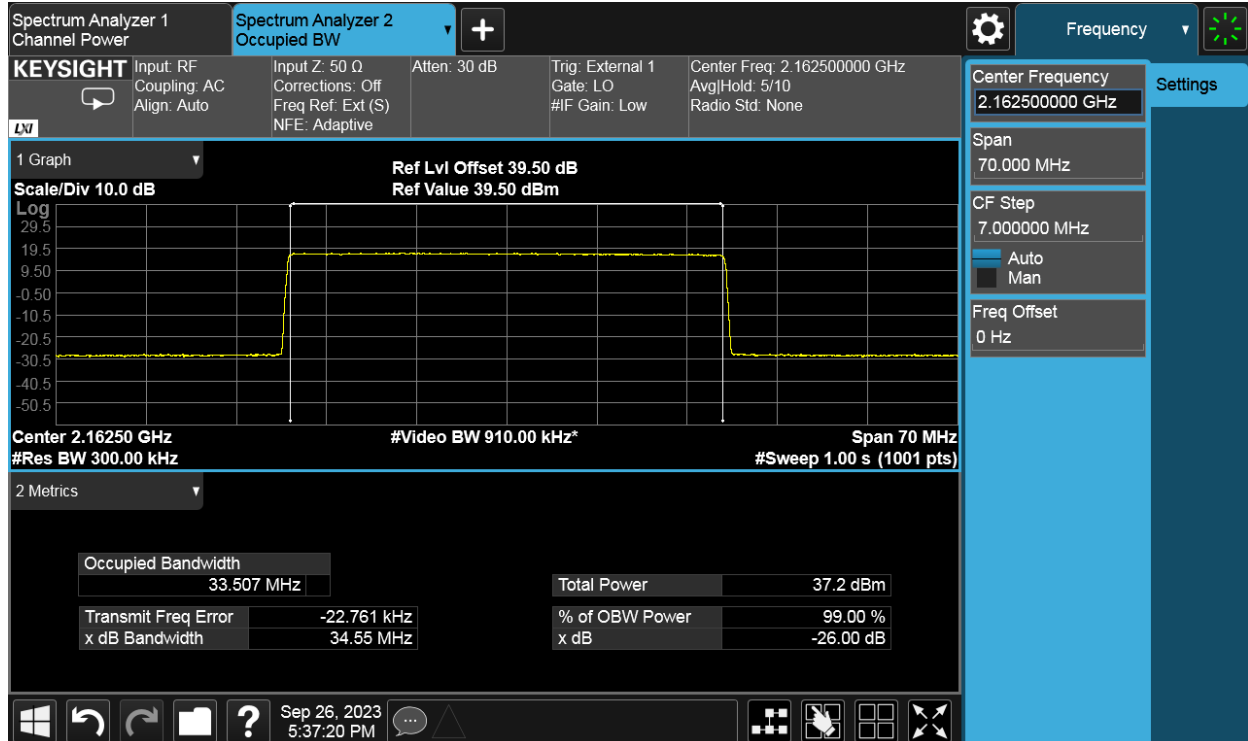 Spectrum Analyzer 1
Channel Power
Spectrum Analyzer 2
Occupied BW
Frequency
KEYSIGHT
LXI
Input: RF
Coupling: AC
Align: Auto
Input Z: 50 Ω
Corrections: Off
Freq Ref: Ext (S)
NFE: Adaptive
Atten: 30 dB
Trig: External 1
Gate: LO
#IF Gain: Low
Center Freq: 2.162500000 GHz
Avg|Hold: 5/10
Radio Std: None
Center Frequency
2.162500000 GHz
Settings
Span
70.000 MHz
CF Step
7.000000 MHz
Auto
Man
Freq Offset
0 Hz
1 Graph
Scale/Div 10.0 dB
Ref Lvl Offset 39.50 dB
Ref Value 39.50 dBm
Log
29.5
19.5
9.50
-0.50
-10.5
-20.5
-30.5
-40.5
-50.5
Center 2.16250 GHz
#Video BW 910.00 kHz*
Span 70 MHz
#Res BW 300.00 kHz
#Sweep 1.00 s (1001 pts)
2 Metrics
Occupied Bandwidth
33.507 MHz
Total Power 37.2 dBm
Transmit Freq Error -22.761 kHz
% of OBW Power 99.00 %
x dB Bandwidth 34.55 MHz
x dB -26.00 dB
?
Sep 26, 2023
5:37:20 PM